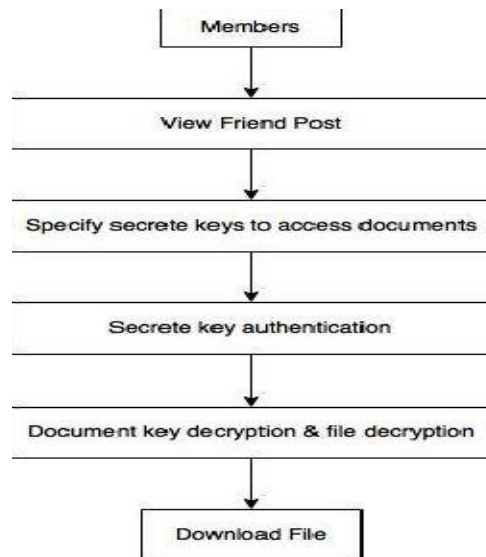 Members
View Friend Post
Specify secrete keys to access documents
Secrete key authentication
Document key decryption & file decryption
Download File